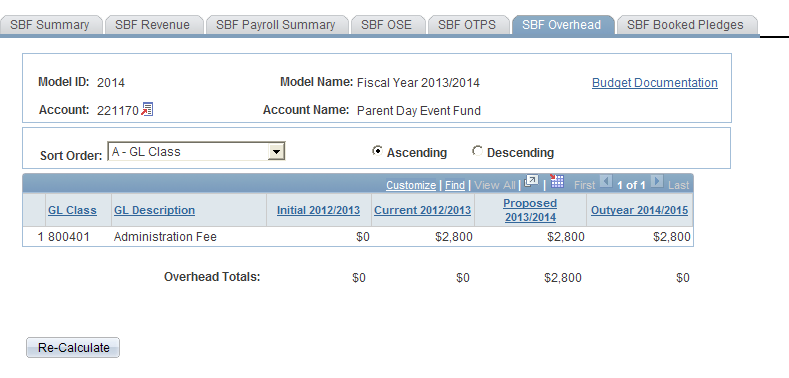 SBF Summary SBF Revenue SBF Payroll Summary SBF OSE SBF OTPS SBF Overhead SBF Booked Pledges
Model ID: 2014 Model Name: Fiscal Year 2013/2014 Budget Documentation
Account: 221170 Account Name: Parent Day Event Fund
Sort Order: A - GL Class Ascending Descending
Customize | Find | View All | | First 1 of 1 Last
GL Class GL Description Initial 2012/2013 Current 2012/2013 Proposed 2013/2014 Outyear 2014/2015
1 800401 Administration Fee $0 $2,800 $2,800 $2,800
Overhead Totals: $0 $0 $2,800 $0
Re-Calculate